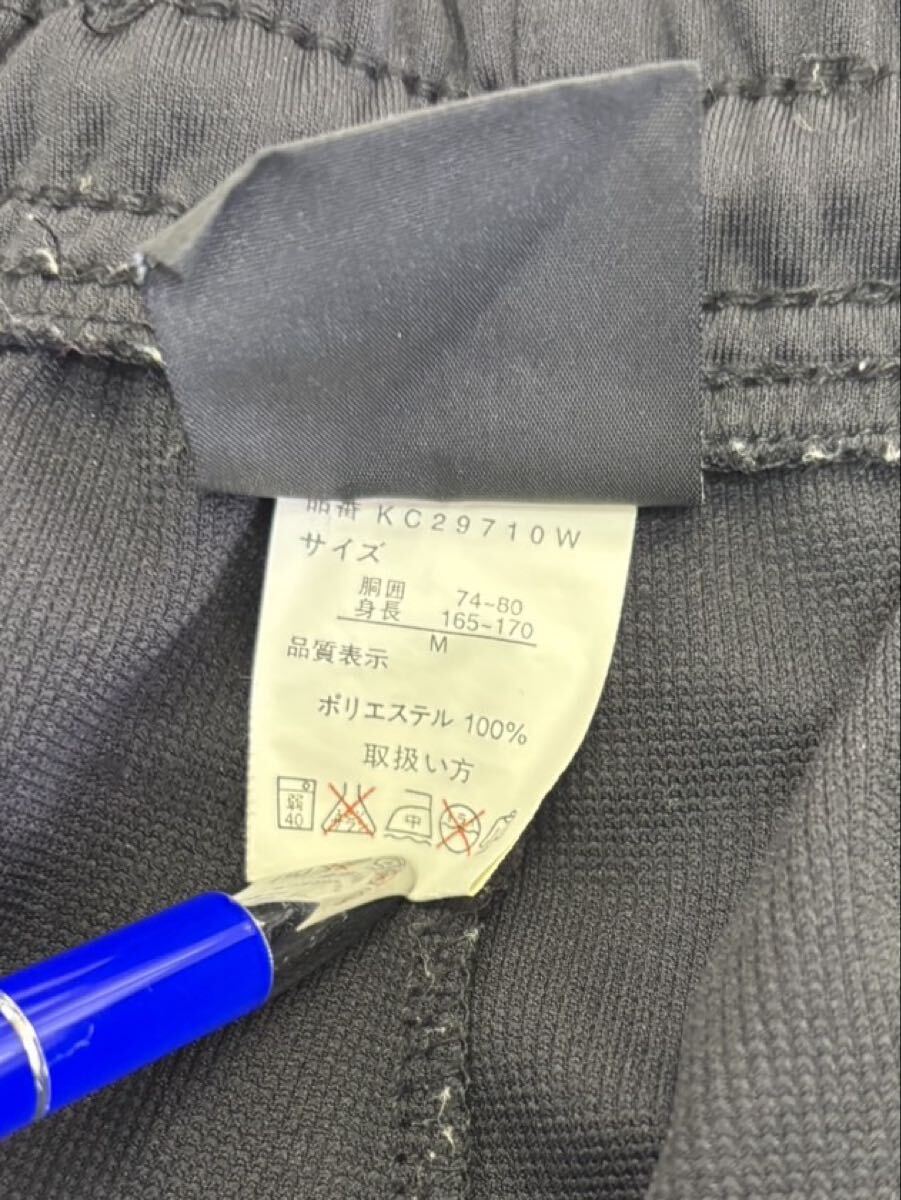 品番 KC29710W
サイズ
胴囲 74~80
身長 165~170
M
品質表示
ポリエステル 100%
取扱い方
弱 40 中